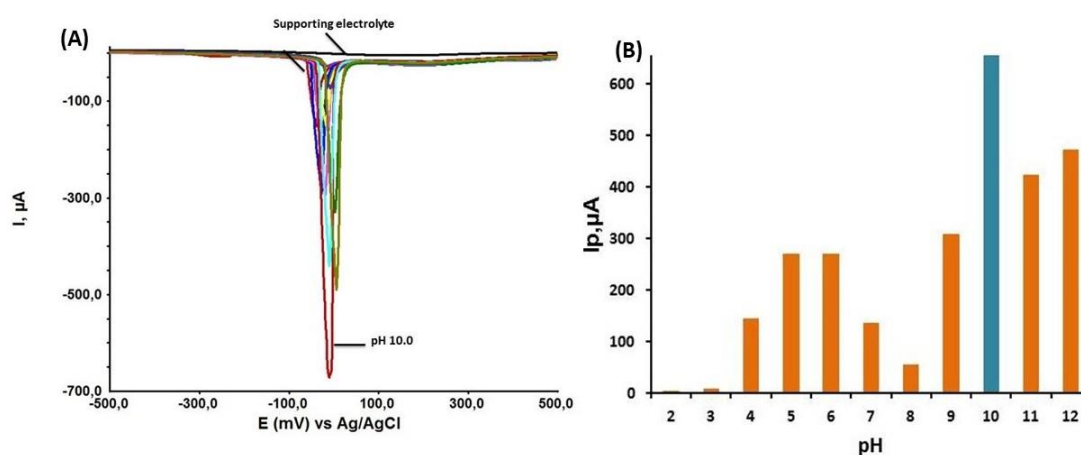 (A)
Supporting electrolyte
-100,0
-300,0
-500,0
-700,0
I, µA
pH 10.0
-500,0 -300,0 -100,0 100,0 300,0 500,0
E (mV) vs Ag/AgCl
(B)
600
500
400
300
200
100
0
Ip,µA
2 3 4 5 6 7 8 9 10 11 12
pH